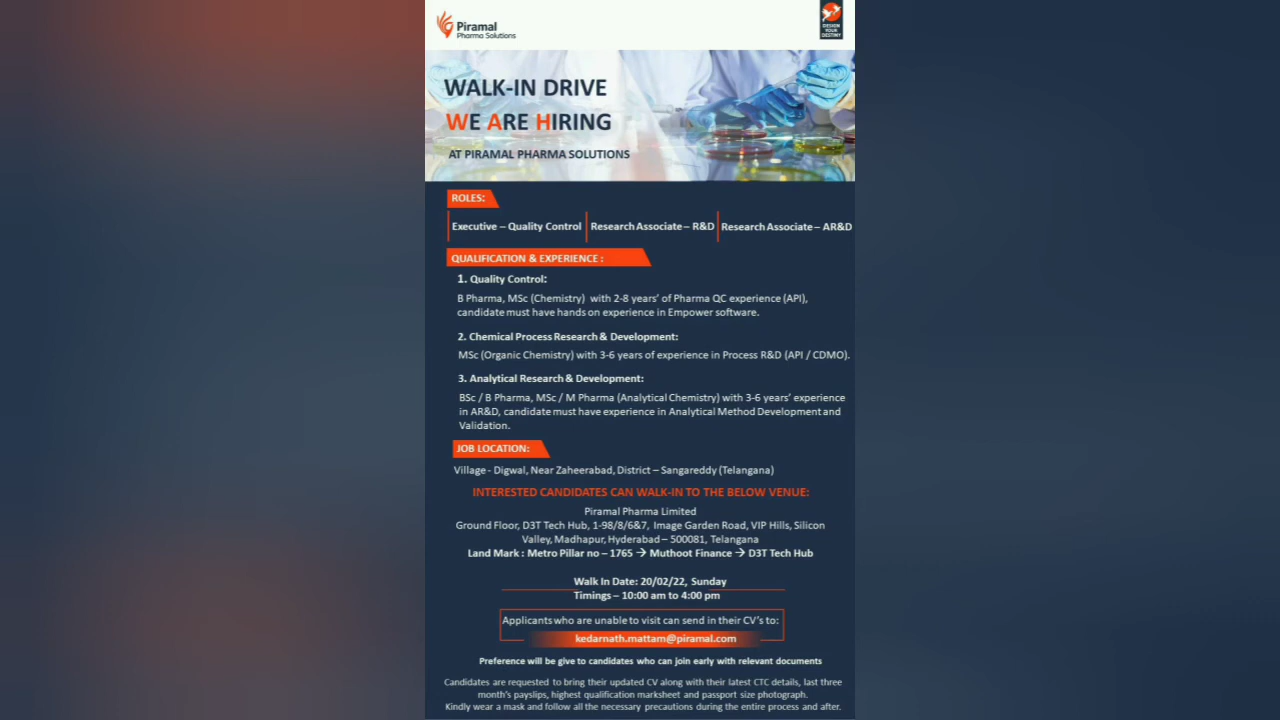 Piramal
Pharma Solutions
DESIGN
YOUR
DESTINY
WALK-IN DRIVE
WE ARE HIRING
AT PIRAMAL PHARMA SOLUTIONS
ROLES:
Executive – Quality Control
Research Associate – R&D
Research Associate – AR&D
QUALIFICATION & EXPERIENCE :
1. Quality Control:
B Pharma, MSc (Chemistry) with 2-8 years' of Pharma QC experience (API),
candidate must have hands on experience in Empower software.
2. Chemical Process Research & Development:
MSc (Organic Chemistry) with 3-6 years of experience in Process R&D (API / CDMO).
3. Analytical Research & Development:
BSc / B Pharma, MSc / M Pharma (Analytical Chemistry) with 3-6 years' experience
in AR&D, candidate must have experience in Analytical Method Development and
Validation.
JOB LOCATION:
Village - Digwal, Near Zaheerabad, District – Sangareddy (Telangana)
INTERESTED CANDIDATES CAN WALK-IN TO THE BELOW VENUE:
Piramal Pharma Limited
Ground Floor, D3T Tech Hub, 1-98/8/6&7, Image Garden Road, VIP Hills, Silicon
Valley, Madhapur, Hyderabad – 500081, Telangana
Land Mark : Metro Pillar no – 1765 → Muthoot Finance → D3T Tech Hub
Walk In Date: 20/02/22, Sunday
Timings – 10:00 am to 4:00 pm
Applicants who are unable to visit can send in their CV's to:
kedarnath.mattam@piramal.com
Preference will be give to candidates who can join early with relevant documents
Candidates are requested to bring their updated CV along with their latest CTC details, last three
month's payslips, highest qualification marksheet and passport size photograph.
Kindly wear a mask and follow all the necessary precautions during the entire process and after.